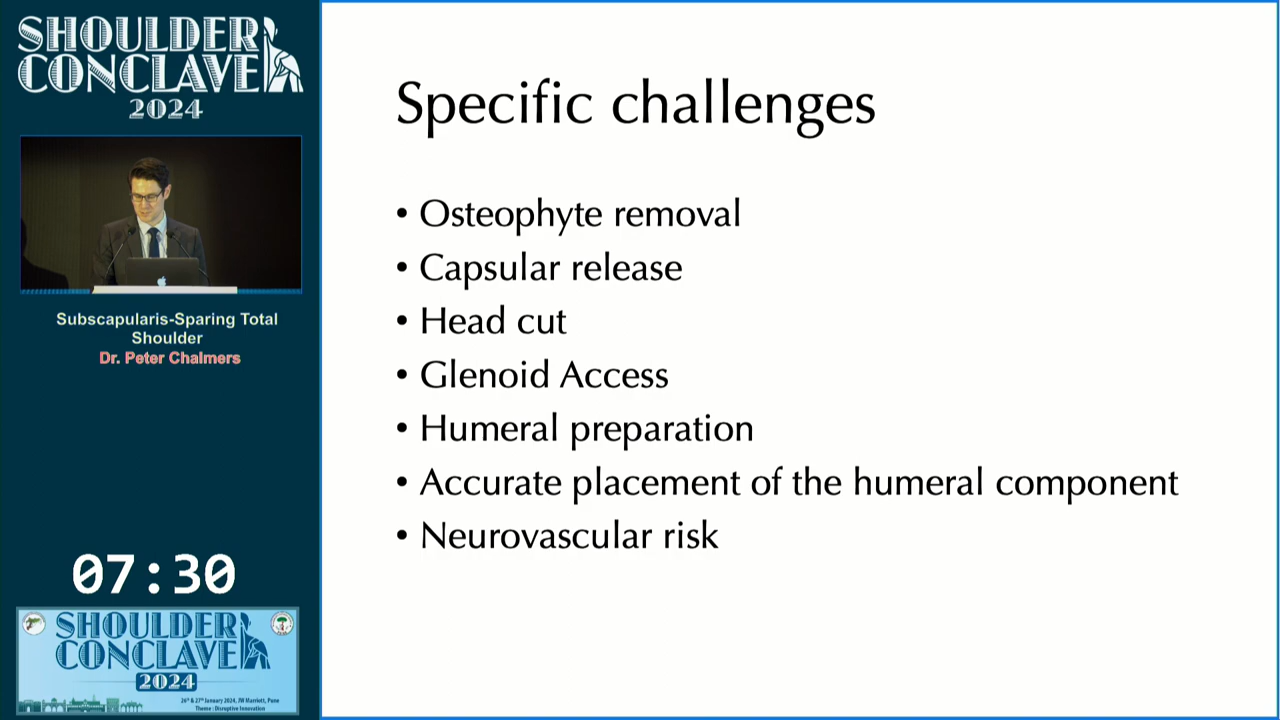 SHOULDER
CONCLAVE
2024
Subscapularis-Sparing Total
Shoulder
Dr. Peter Chalmers
07:30
SHOULDER
CONCLAVE
2024
26th & 27th January 2024, JW Marriott, Pune
Theme : Disruptive Innovation
Specific challenges
• Osteophyte removal
• Capsular release
• Head cut
• Glenoid Access
• Humeral preparation
• Accurate placement of the humeral component
• Neurovascular risk